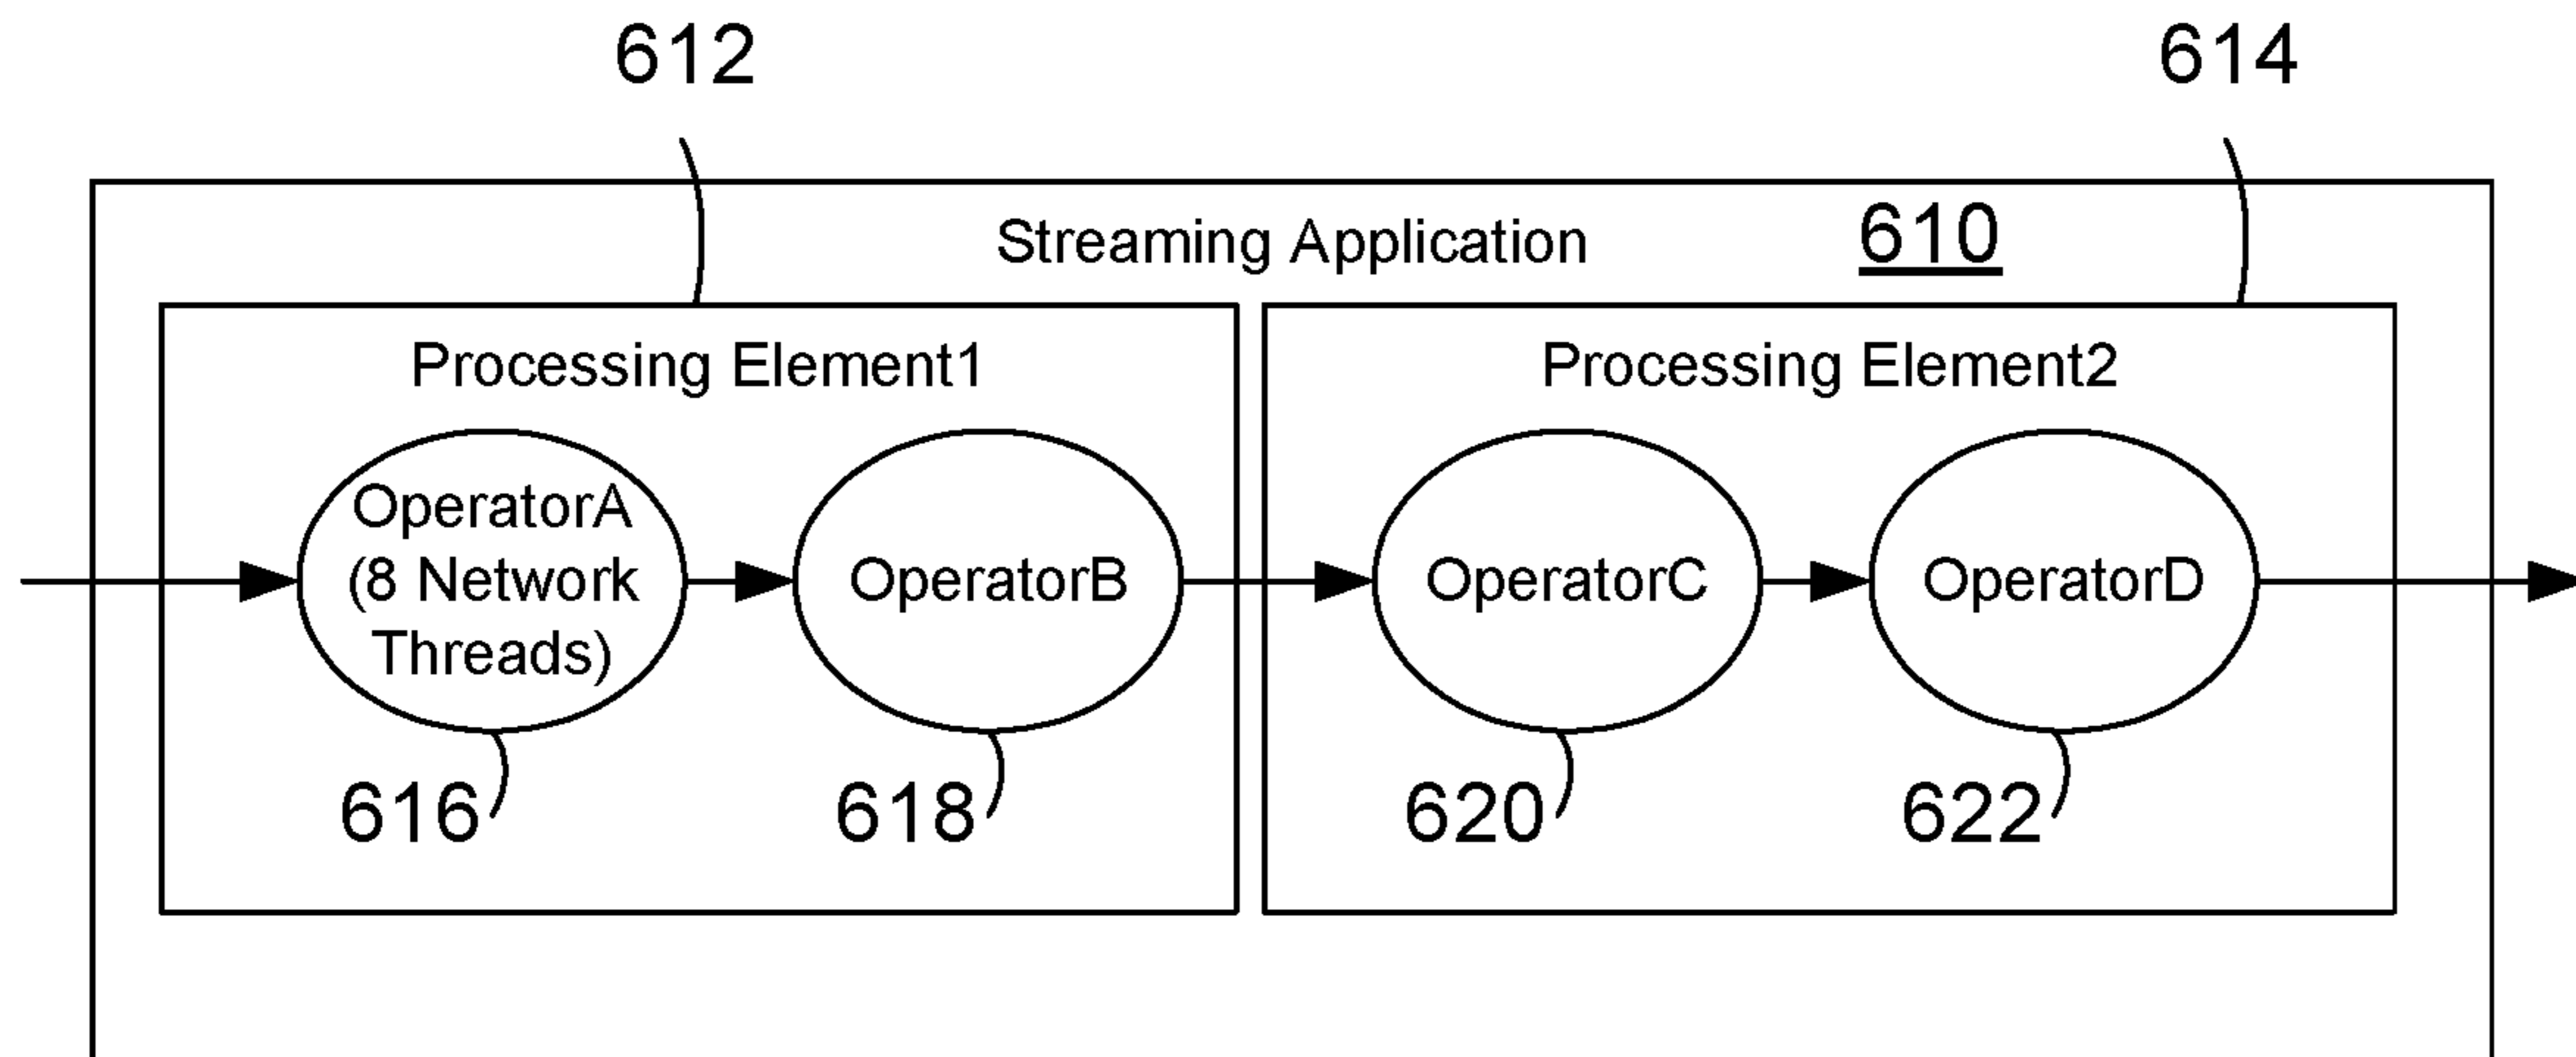 612
614
Streaming Application
610
Processing Element1
Processing Element2
OperatorA
(8 Network
Threads)
OperatorB
OperatorC
OperatorD
616
618
620
622